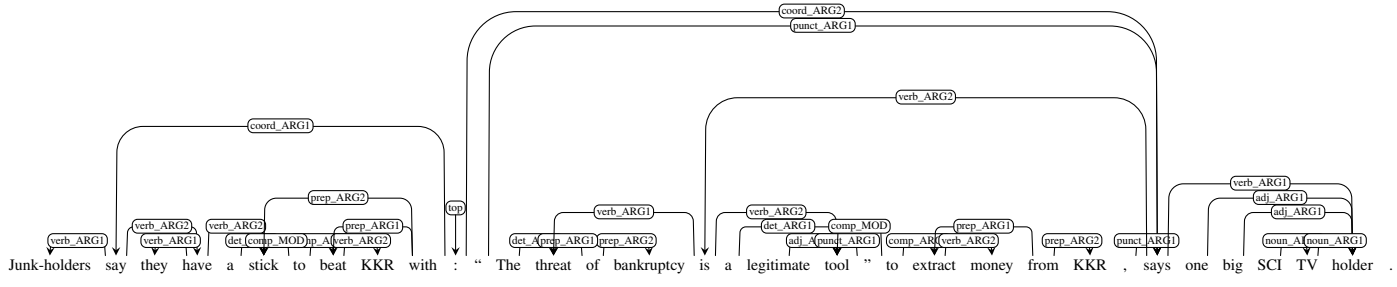 coord_ARG2
punct_ARG1
verb_ARG2
coord_ARG1
verb_ARG1
prep_ARG2 adj_ARG1
top
verb_ARG1 adj_ARG1
verb_ARG2 verb_ARG2 prep_ARG1 verb_ARG2 det_ARG1 comp_MOD prep_ARG1
verb_ARG1 verb_ARG1 comp_MOD verb_ARG2 prep_ARG1 prep_ARG2 punct_ARG1 verb_ARG2 prep_ARG2 punct_ARG1 noun_ARG1
Junk-holders say they have a stick to beat KKR with : “ The threat of bankruptcy is a legitimate tool ” to extract money from KKR , says one big SCI TV holder .